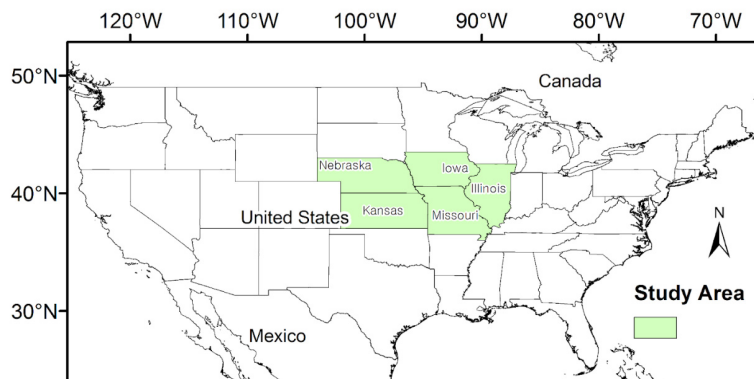 120°W 110°W 100°W 90°W 80°W 70°W
50°N
Canada
Nebraska
Iowa
40°N
Illinois
Kansas
United States
Missouri
N
30°N
Study Area
Mexico